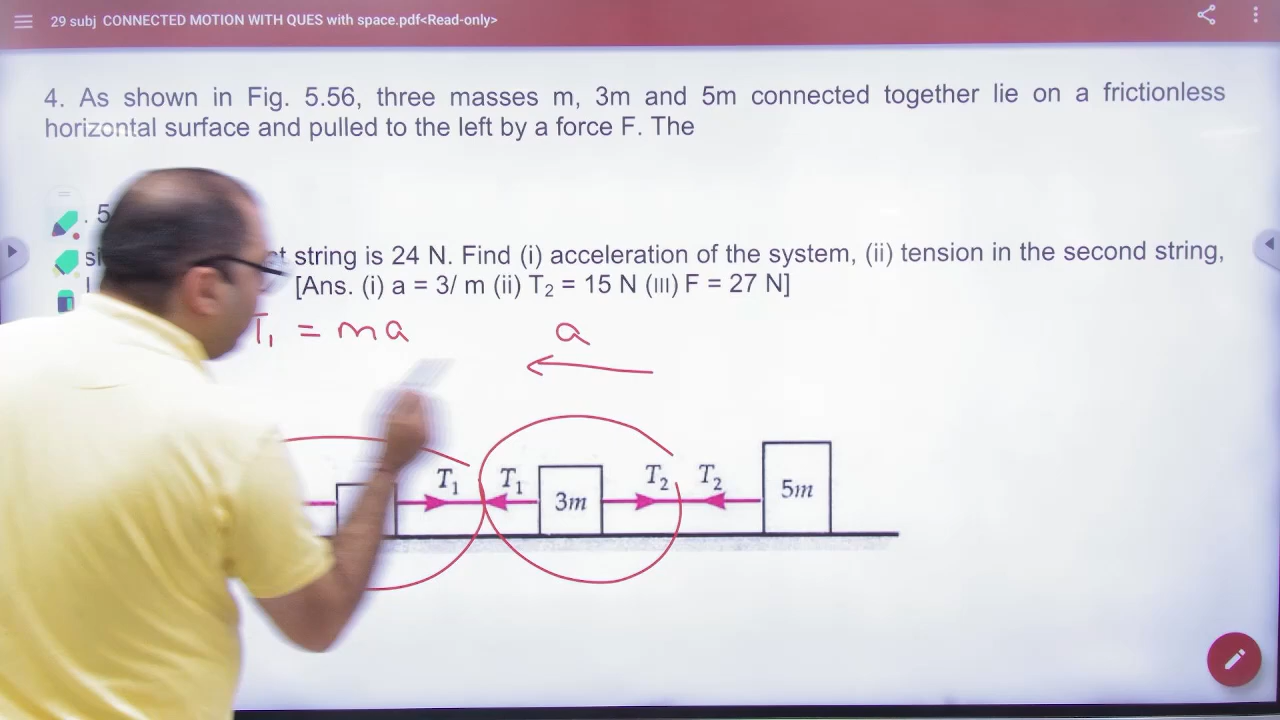 29 subj CONNECTED MOTION WITH QUES with space.pdf<Read-only>
4. As shown in Fig. 5.56, three masses m, 3m and 5m connected together lie on a frictionless
horizontal surface and pulled to the left by a force F. The
. 5
string is 24 N. Find (i) acceleration of the system, (ii) tension in the second string,
[Ans. (i) a = 3/ m (ii) T₂ = 15 N (III) F = 27 N]
T₁ = ma
a
T₁ T₁ 3m T₂ T₂ 5m